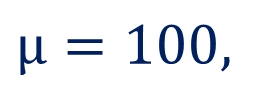 μ = 100,